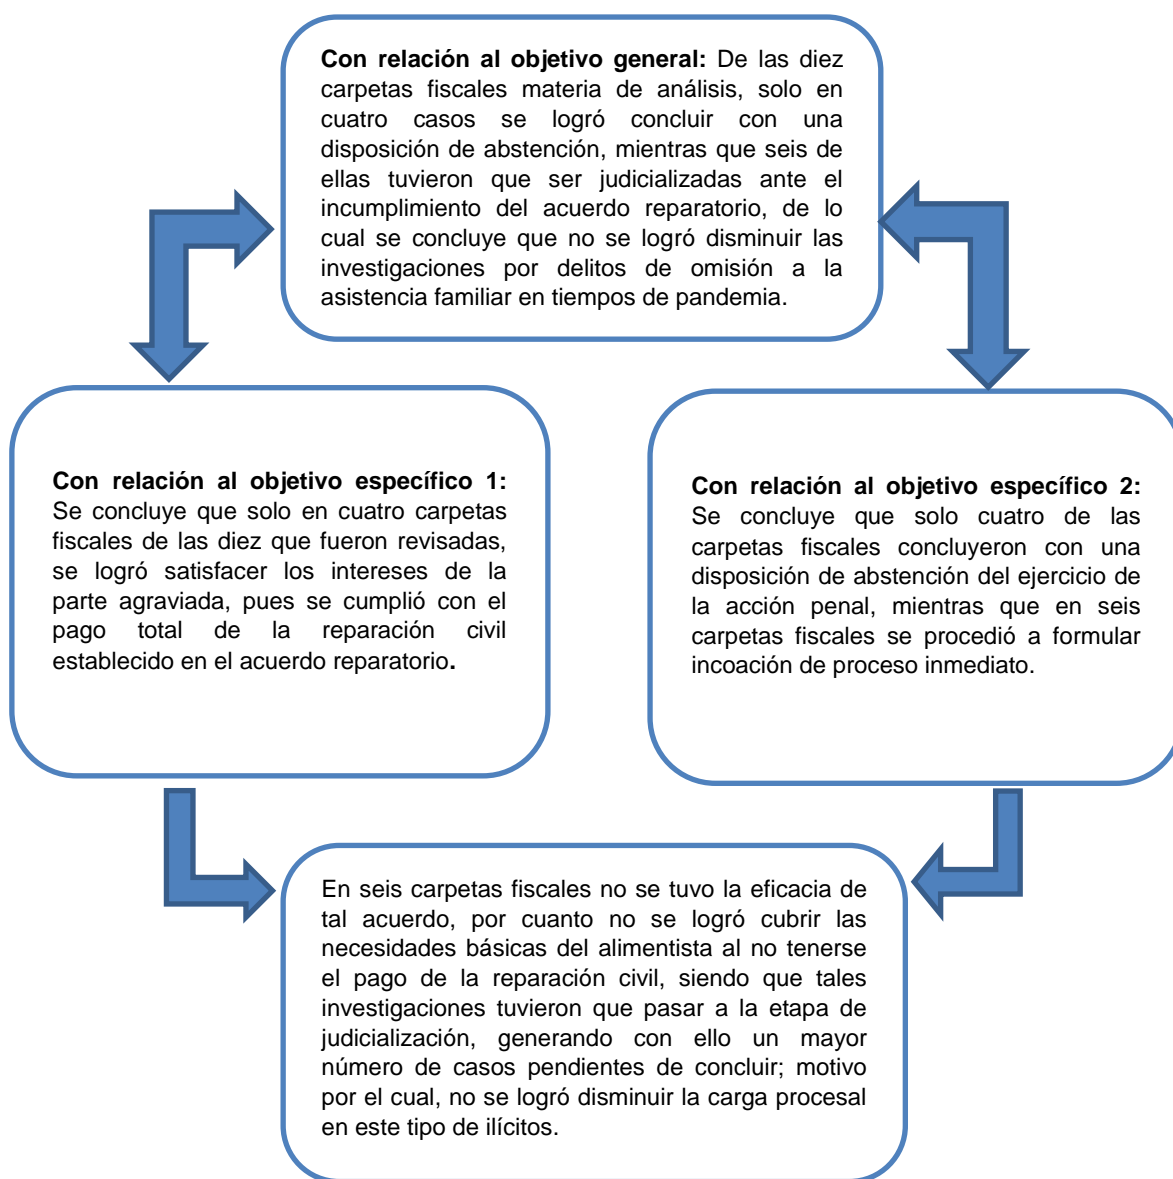 Con relación al objetivo general: De las diez
carpetas fiscales materia de análisis, solo en
cuatro casos se logró concluir con una
disposición de abstención, mientras que seis de
ellas tuvieron que ser judicializadas ante el
incumplimiento del acuerdo reparatorio, de lo
cual se concluye que no se logró disminuir las
investigaciones por delitos de omisión a la
asistencia familiar en tiempos de pandemia.
Con relación al objetivo específico 1:
Se concluye que solo en cuatro carpetas
fiscales de las diez que fueron revisadas,
se logró satisfacer los intereses de la
parte agraviada, pues se cumplió con el
pago total de la reparación civil
establecido en el acuerdo reparatorio.
Con relación al objetivo específico 2:
Se concluye que solo cuatro de las
carpetas fiscales concluyeron con una
disposición de abstención del ejercicio de
la acción penal, mientras que en seis
carpetas fiscales se procedió a formular
incoación de proceso inmediato.
En seis carpetas fiscales no se tuvo la eficacia de
tal acuerdo, por cuanto no se logró cubrir las
necesidades básicas del alimentista al no tenerse
el pago de la reparación civil, siendo que tales
investigaciones tuvieron que pasar a la etapa de
judicialización, generando con ello un mayor
número de casos pendientes de concluir; motivo
por el cual, no se logró disminuir la carga procesal
en este tipo de ilícitos.